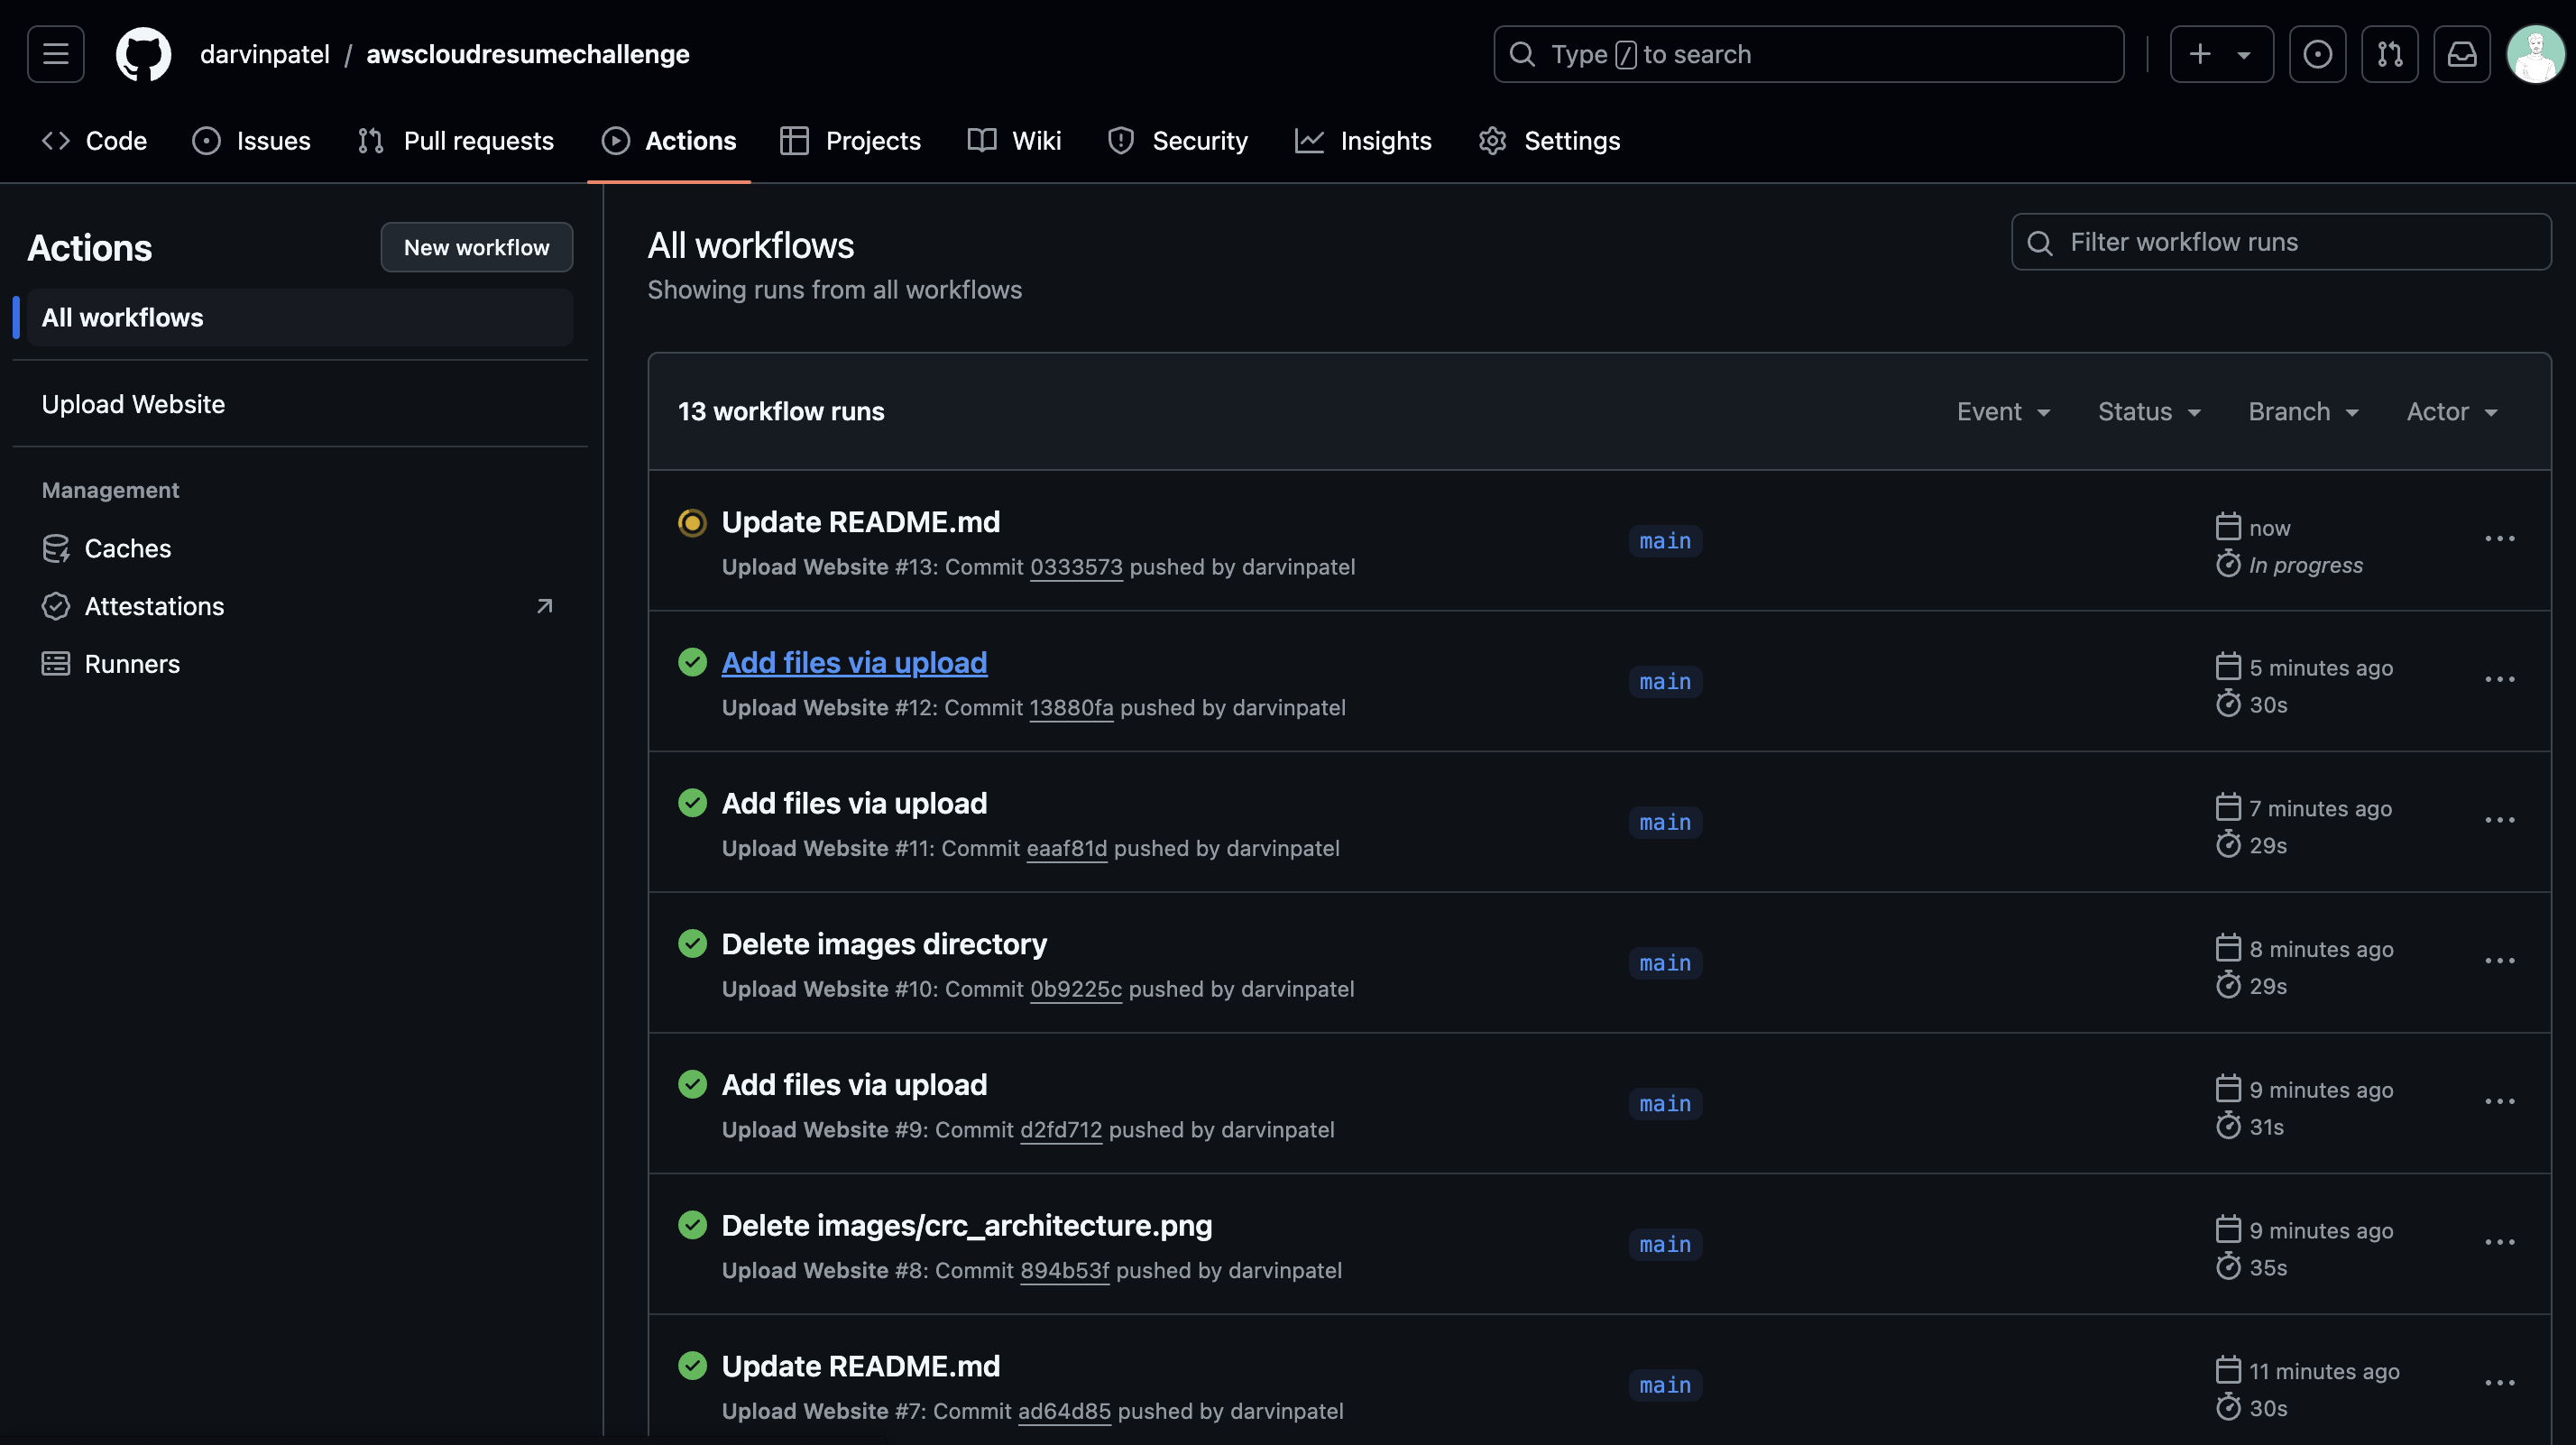 darvinpatel / awscloudresumechallenge
Type / to search
Code Issues Pull requests Actions Projects Wiki Security Insights Settings
Actions
New workflow
All workflows
Upload Website
Management
Caches
Attestations
Runners
All workflows
Showing runs from all workflows
Filter workflow runs
13 workflow runs
Event Status Branch Actor
Update README.md
Upload Website #13: Commit 0333573 pushed by darvinpatel
main
now
In progress
Add files via upload
Upload Website #12: Commit 13880fa pushed by darvinpatel
main
5 minutes ago
30s
Add files via upload
Upload Website #11: Commit eaaf81d pushed by darvinpatel
main
7 minutes ago
29s
Delete images directory
Upload Website #10: Commit 0b9225c pushed by darvinpatel
main
8 minutes ago
29s
Add files via upload
Upload Website #9: Commit d2fd712 pushed by darvinpatel
main
9 minutes ago
31s
Delete images/crc_architecture.png
Upload Website #8: Commit 894b53f pushed by darvinpatel
main
9 minutes ago
35s
Update README.md
Upload Website #7: Commit ad64d85 pushed by darvinpatel
main
11 minutes ago
30s